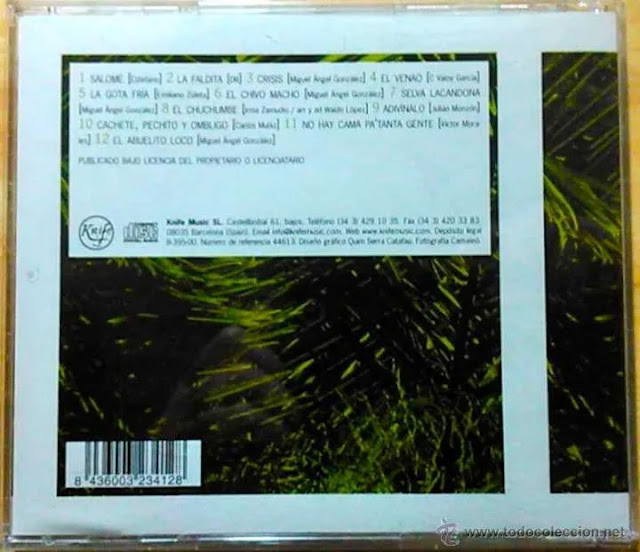 1 SALOMÉ [Estefano] 2 LA FALDITA [DR] 3 CRISIS [Miguel Ángel González] 4 EL VENAO [C Valoy García]
5 LA GOTA FRÍA [Emiliano Zuleta] 6 EL CHIVO MACHO [Miguel Ángel González] 7 SELVA LACANDONA
[Miguel Ángel González] 8 EL CHUCHUMBE [Zamudio / arr y ad Waldo López] 9 ADIVÍNALO [Julián Monzón]
10 CACHETE, PECHITO Y OMBLIGO [Carlos Muñiz] 11 NO HAY CAMA PA'TANTA GENTE [Víctor Mora
les] 12 EL ABUELITO LOCO [Miguel Ángel González]
PUBLICADO BAJO LICENCIA DEL PROPIETARIO O LICENCIATARIO
Knife
Knife Music SL. Castellbisbal 61, bajos. Teléfono (34 3) 429 10 35. Fax (34 3) 420 33 83
08035 Barcelona (Spain). Email info@knifemusic.com. Web www.knifemusic.com. Depósito legal
B-395-00. Número de referencia 44613. Diseño gráfico Quim Serra Catafau. Fotografía Camaleó
8 436003 234128
www.todocoleccion.net